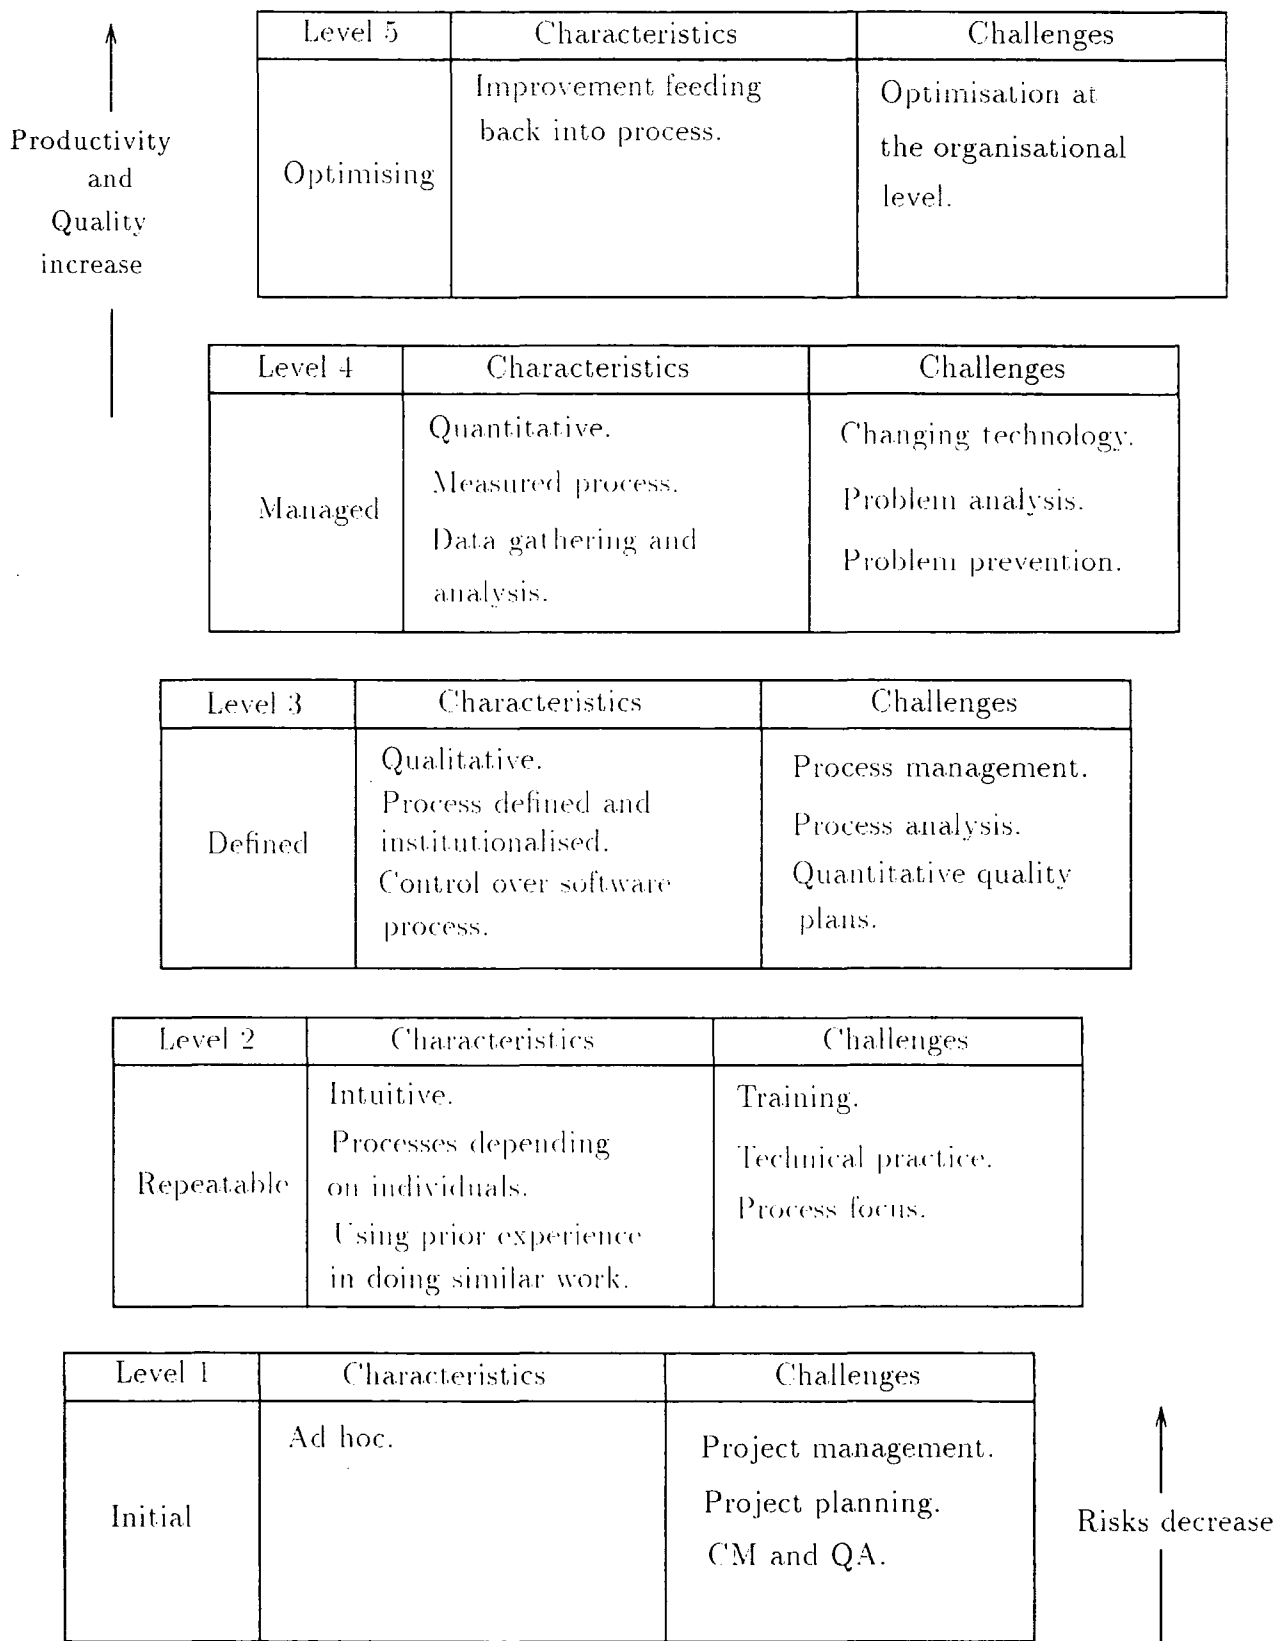 Level 5 Characteristics Challenges
Optimising
Improvement feeding
back into process.
Optimisation at
the organisational
level.
Productivity
and
Quality
increase
Level 4 Characteristics Challenges
Managed
Quantitative.
Measured process.
Data gathering and
analysis.
Changing technology.
Problem analysis.
Problem prevention.
Level 3 Characteristics Challenges
Defined
Qualitative.
Process defined and
institutionalised.
Control over software
process.
Process management.
Process analysis.
Quantitative quality
plans.
Level 2 Characteristics Challenges
Repeatable
Intuitive.
Processes depending
on individuals.
Using prior experience
in doing similar work.
Training.
Technical practice.
Process focus.
Level 1 Characteristics Challenges
Initial
Ad hoc.
Project management.
Project planning.
CM and QA.
Risks decrease